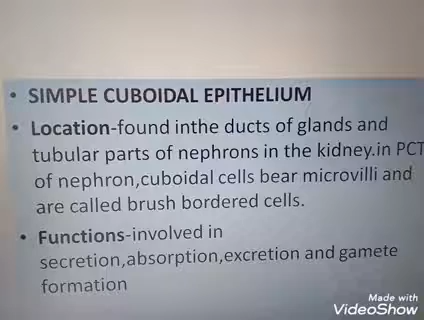 • SIMPLE CUBOIDAL EPITHELIUM
• Location-found inthe ducts of glands and
tubular parts of nephrons in the kidney.in PCT
of nephron,cuboidal cells bear microvilli and
are called brush bordered cells.
• Functions-involved in
secretion,absorption,excretion and gamete
formation
Made with
VideoShow